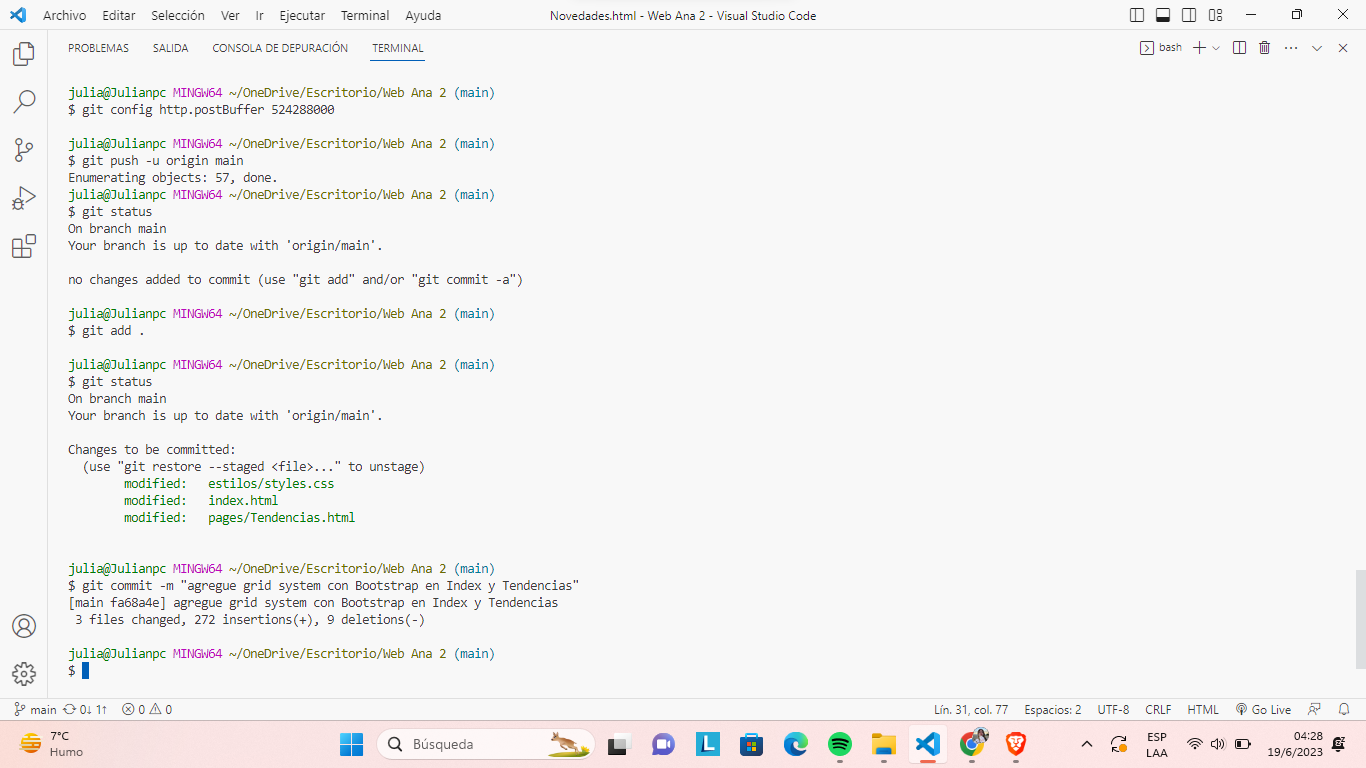 Archivo Editar Selección Ver Ir Ejecutar Terminal Ayuda Novedades.html - Web Ana 2 - Visual Studio Code
PROBLEMAS SALIDA CONSOLA DE DEPURACIÓN TERMINAL bash
julia@Julianpc MINGW64 ~/OneDrive/Escritorio/Web Ana 2 (main)
$ git config http.postBuffer 524288000
julia@Julianpc MINGW64 ~/OneDrive/Escritorio/Web Ana 2 (main)
$ git push -u origin main
Enumerating objects: 57, done.
julia@Julianpc MINGW64 ~/OneDrive/Escritorio/Web Ana 2 (main)
$ git status
On branch main
Your branch is up to date with 'origin/main'.
no changes added to commit (use "git add" and/or "git commit -a")
julia@Julianpc MINGW64 ~/OneDrive/Escritorio/Web Ana 2 (main)
$ git add .
julia@Julianpc MINGW64 ~/OneDrive/Escritorio/Web Ana 2 (main)
$ git status
On branch main
Your branch is up to date with 'origin/main'.
Changes to be committed:
(use "git restore --staged <file>..." to unstage)
modified: estilos/styles.css
modified: index.html
modified: pages/Tendencias.html
julia@Julianpc MINGW64 ~/OneDrive/Escritorio/Web Ana 2 (main)
$ git commit -m "agregue grid system con Bootstrap en Index y Tendencias"
[main fa68a4e] agregue grid system con Bootstrap en Index y Tendencias
3 files changed, 272 insertions(+), 9 deletions(-)
julia@Julianpc MINGW64 ~/OneDrive/Escritorio/Web Ana 2 (main)
$
main 0↓ 1↑ 0 0 Lín. 31, col. 77 Espacios: 2 UTF-8 CRLF HTML Go Live
7°C
Humo
Búsqueda
L
ESP
LAA
04:28
19/6/2023